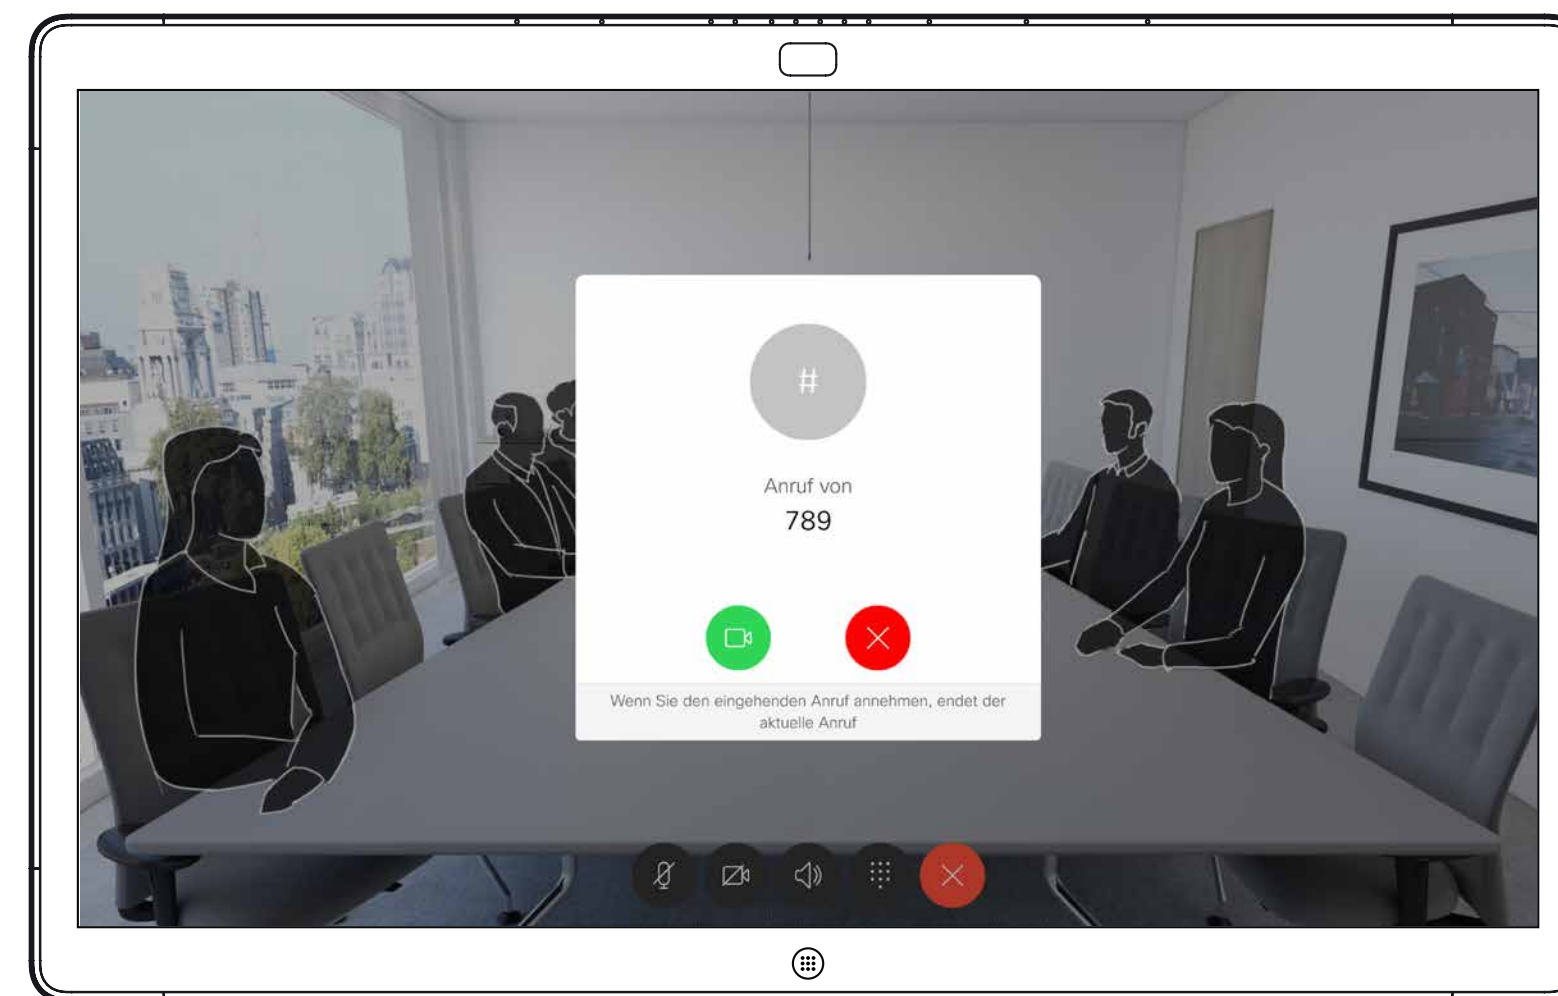 #
Anruf von
789
Wenn Sie den eingehenden Anruf annehmen, endet der
aktuelle Anruf